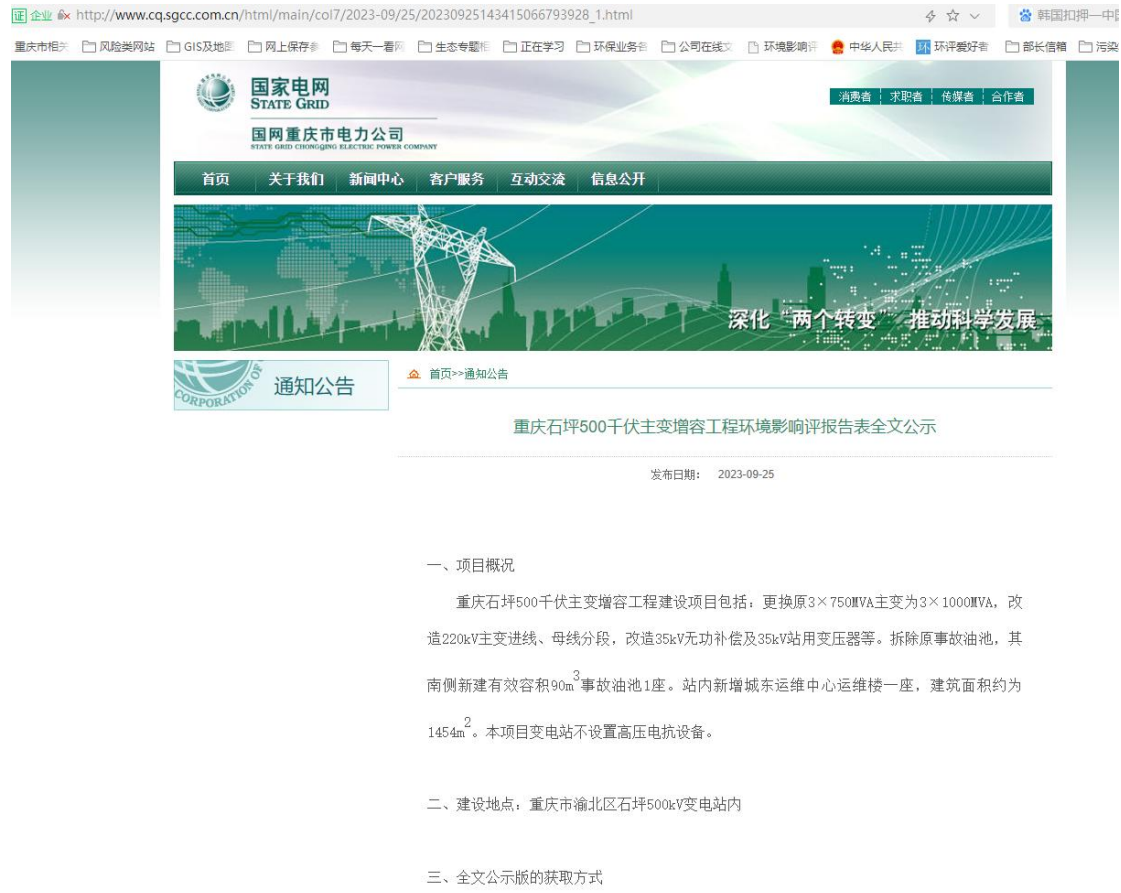 证 企业 http://www.cq.sgcc.com.cn/html/main/col7/2023-09/25/20230925143415066793928_1.html 韩国扣押一中国
重庆市相关 风险类网站 GIS及地图 网上保存参 每天一看网 生态专题框 正在学习 环保业务各 公司在线文 环境影响评 中华人民共 环评爱好者 部长信箱 污染
国家电网
STATE GRID
国网重庆市电力公司
STATE GRID CHONGQING ELECTRIC POWER COMPANY
消费者 求职者 传媒者 合作者
首页 关于我们 新闻中心 客户服务 互动交流 信息公开
深化“两个转变” 推动科学发展
CORPORATION OF
通知公告
首页>>通知公告
重庆石坪500千伏主变增容工程环境影响评报告表全文公示
发布日期： 2023-09-25
一、项目概况
重庆石坪500千伏主变增容工程建设项目包括：更换原3×750MVA主变为3×1000MVA，改
造220kV主变进线、母线分段，改造35kV无功补偿及35kV站用变压器等。拆除原事故油池，其
南侧新建有效容积90m3事故油池1座。站内新增城东运维中心运维楼一座，建筑面积约为
1454m2。本项目变电站不设置高压电抗设备。
二、建设地点：重庆市渝北区石坪500kV变电站内
三、全文公示版的获取方式